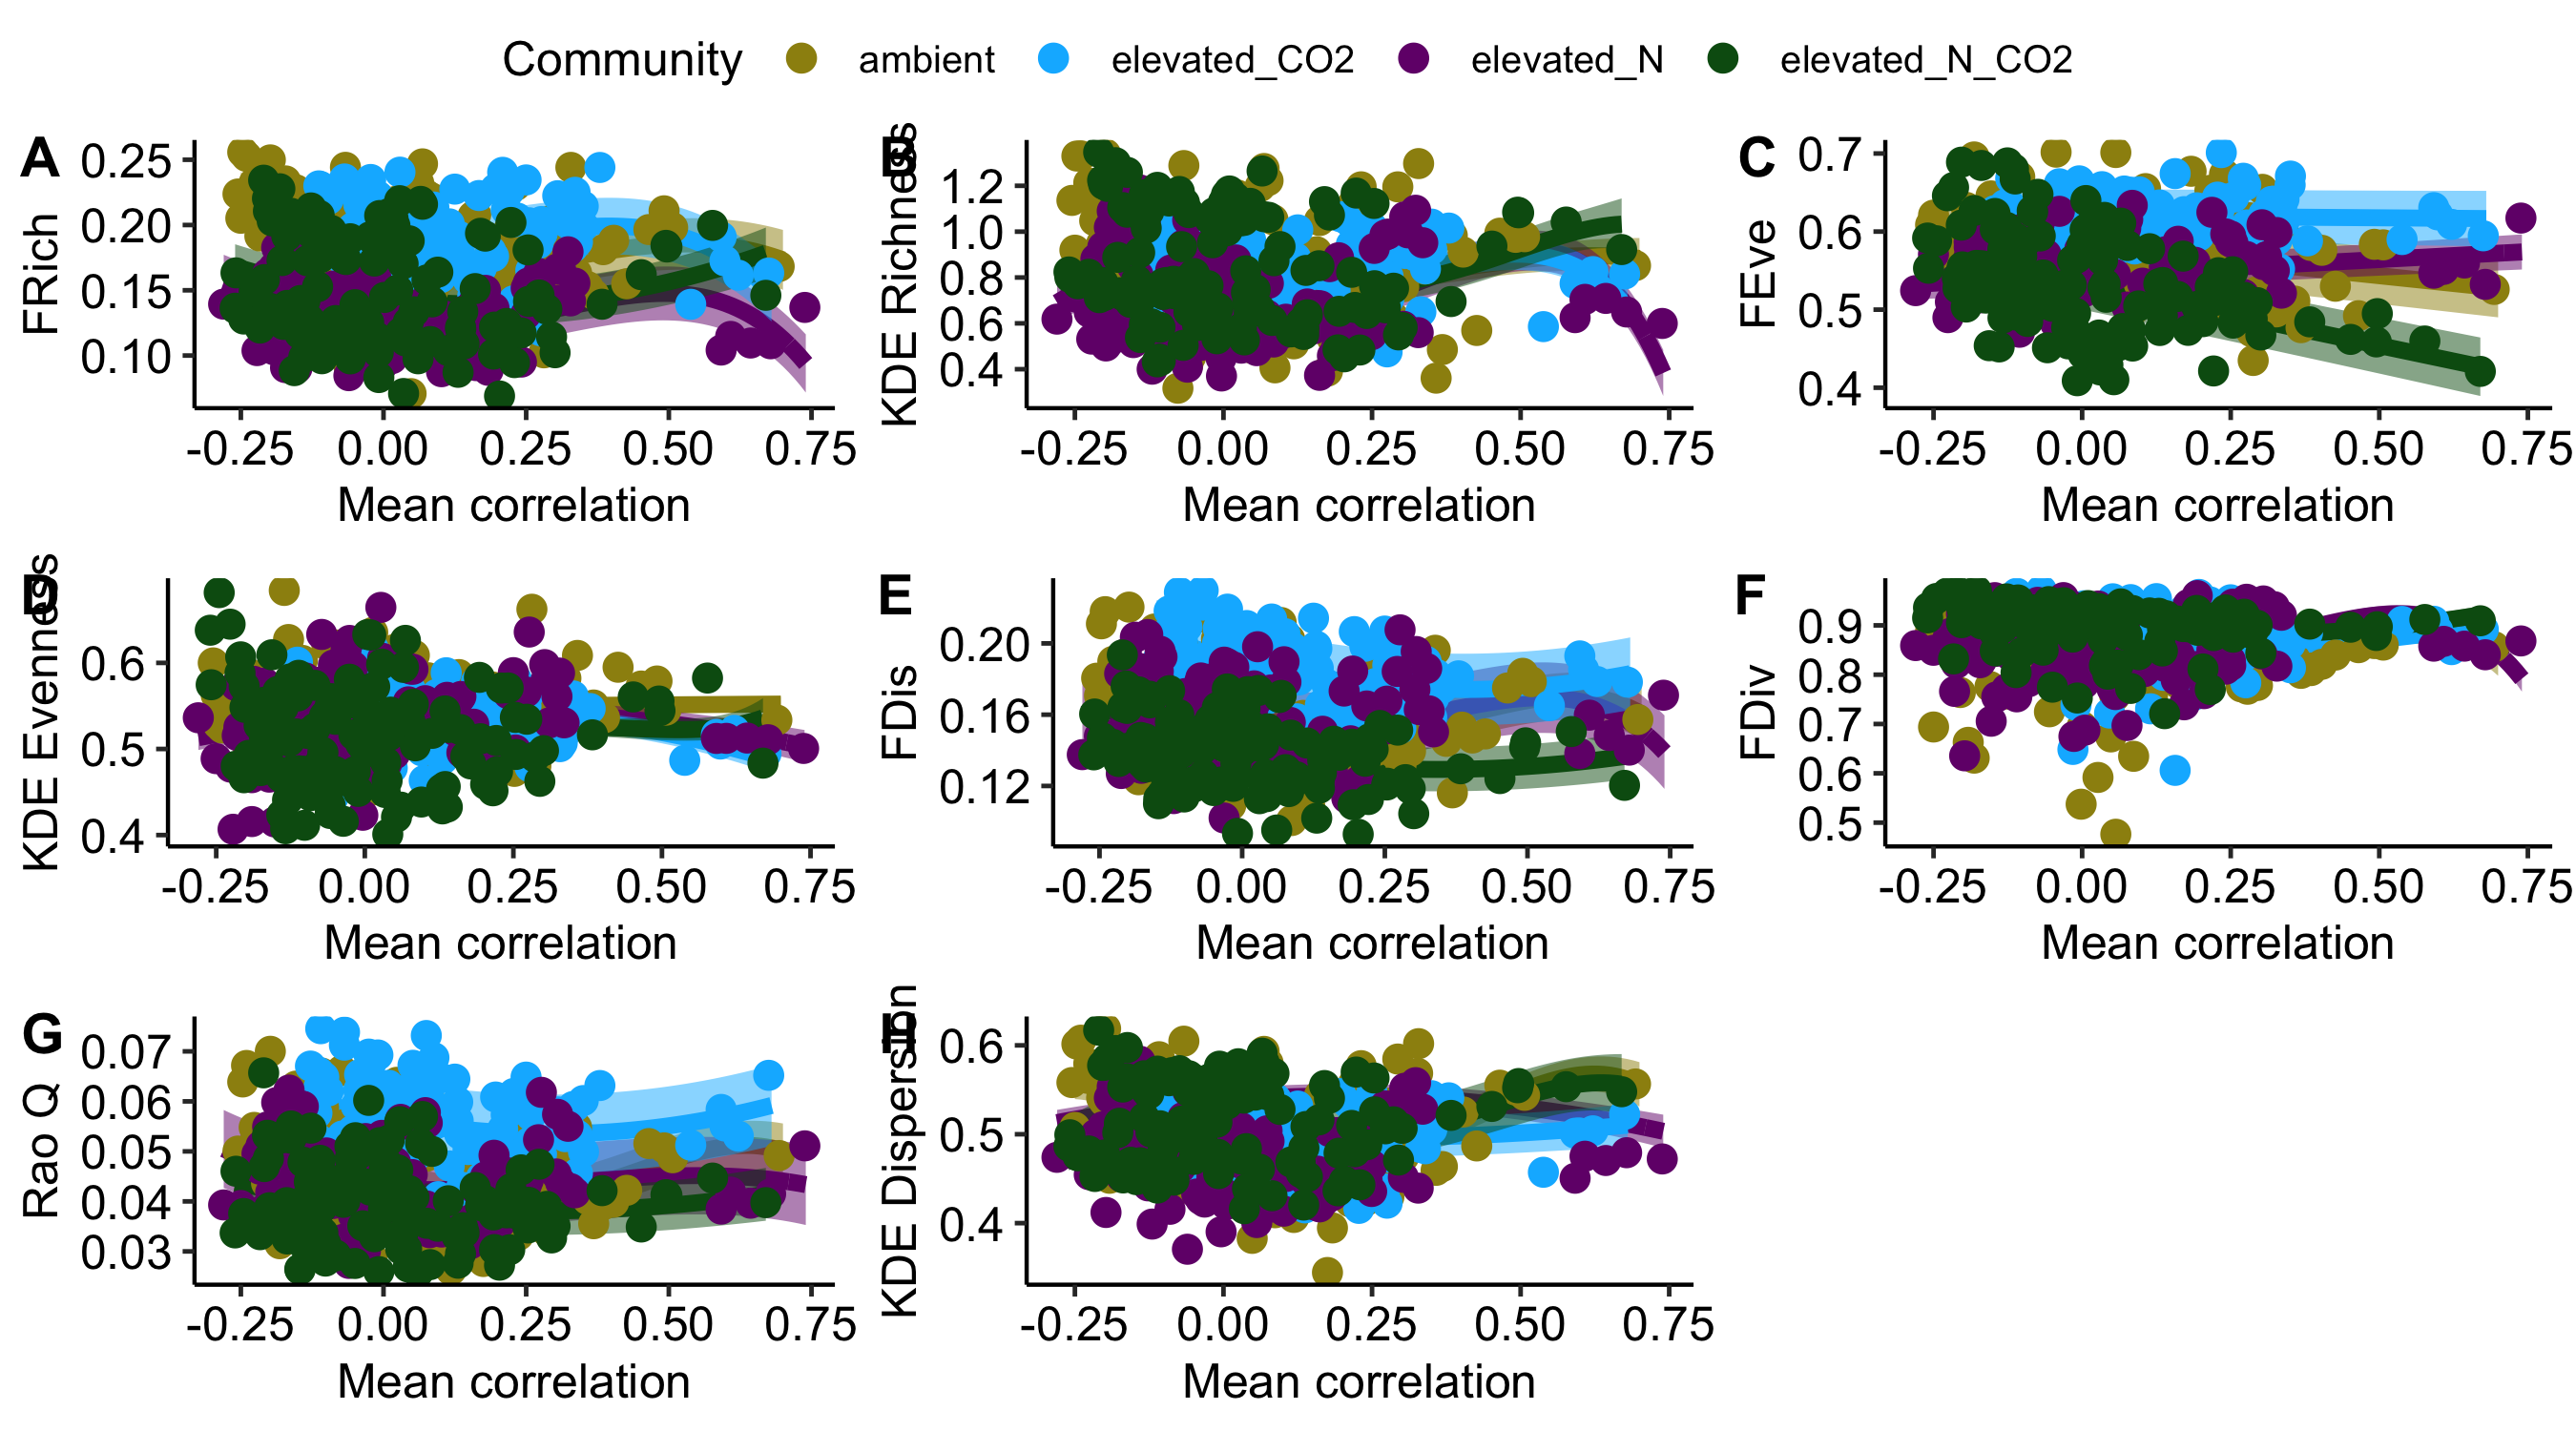 Community ambient elevated_CO2 elevated_N elevated_N_CO2
A
FRich
0.25
0.20
0.15
0.10
-0.25 0.00 0.25 0.50 0.75
Mean correlation
B
KDE Richness
1.2
1.0
0.8
0.6
0.4
-0.25 0.00 0.25 0.50 0.75
Mean correlation
C
FEve
0.7
0.6
0.5
0.4
-0.25 0.00 0.25 0.50 0.75
Mean correlation
D
KDE Evenness
0.6
0.5
0.4
-0.25 0.00 0.25 0.50 0.75
Mean correlation
E
FDis
0.20
0.16
0.12
-0.25 0.00 0.25 0.50 0.75
Mean correlation
F
FDiv
0.9
0.8
0.7
0.6
0.5
-0.25 0.00 0.25 0.50 0.75
Mean correlation
G
Rao Q
0.07
0.06
0.05
0.04
0.03
-0.25 0.00 0.25 0.50 0.75
Mean correlation
H
KDE Dispersion
0.6
0.5
0.4
-0.25 0.00 0.25 0.50 0.75
Mean correlation